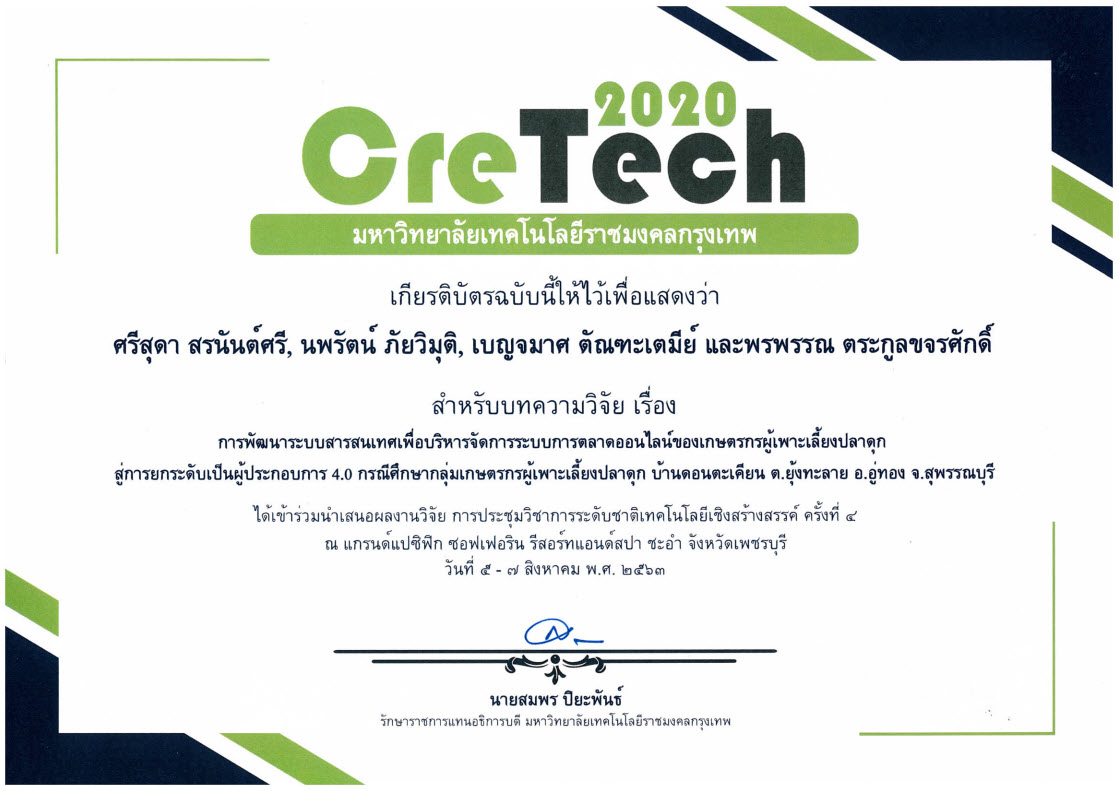 2020
CreTech
มหาวิทยาลัยเทคโนโลยีราชมงคลกรุงเทพ
เกียรติบัตรฉบับนี้ให้ไว้เพื่อแสดงว่า
ศรีสุดา สรนันต์ศรี, นพรัตน์ ภัยวิมุติ, เบญจมาศ ตัณฑะเตมีย์ และพรพรรณ ตระกูลขจรศักดิ์
สำหรับบทความวิจัย เรื่อง
การพัฒนาระบบสารสนเทศเพื่อบริหารจัดการระบบการตลาดออนไลน์ของเกษตรกรผู้เพาะเลี้ยงปลาดุก
สู่การยกระดับเป็นผู้ประกอบการ 4.0 กรณีศึกษากลุ่มเกษตรกรผู้เพาะเลี้ยงปลาดุก บ้านดอนตะเคียน ต.ยุ้งทะลาย อ.อู่ทอง จ.สุพรรณบุรี
ได้เข้าร่วมนำเสนอผลงานวิจัย การประชุมวิชาการระดับชาติเทคโนโลยีเชิงสร้างสรรค์ ครั้งที่ ๔
ณ แกรนด์แปซิฟิก ซอฟเฟอริน รีสอร์ทแอนด์สปา ชะอำ จังหวัดเพชรบุรี
วันที่ ๕ - ๗ สิงหาคม พ.ศ. ๒๕๖๓
นายสมพร ปิยะพันธ์
รักษาราชการแทนอธิการบดี มหาวิทยาลัยเทคโนโลยีราชมงคลกรุงเทพ